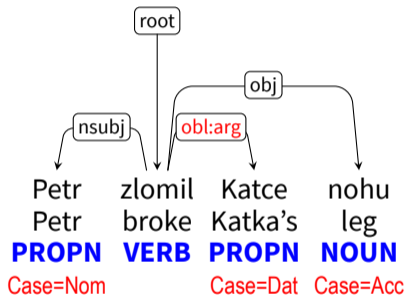 root
obj
nsubj obl:arg
Petr zlomil Katce nohu
Petr broke Katka's leg
PROPN VERB PROPN NOUN
Case=Nom Case=Dat Case=Acc